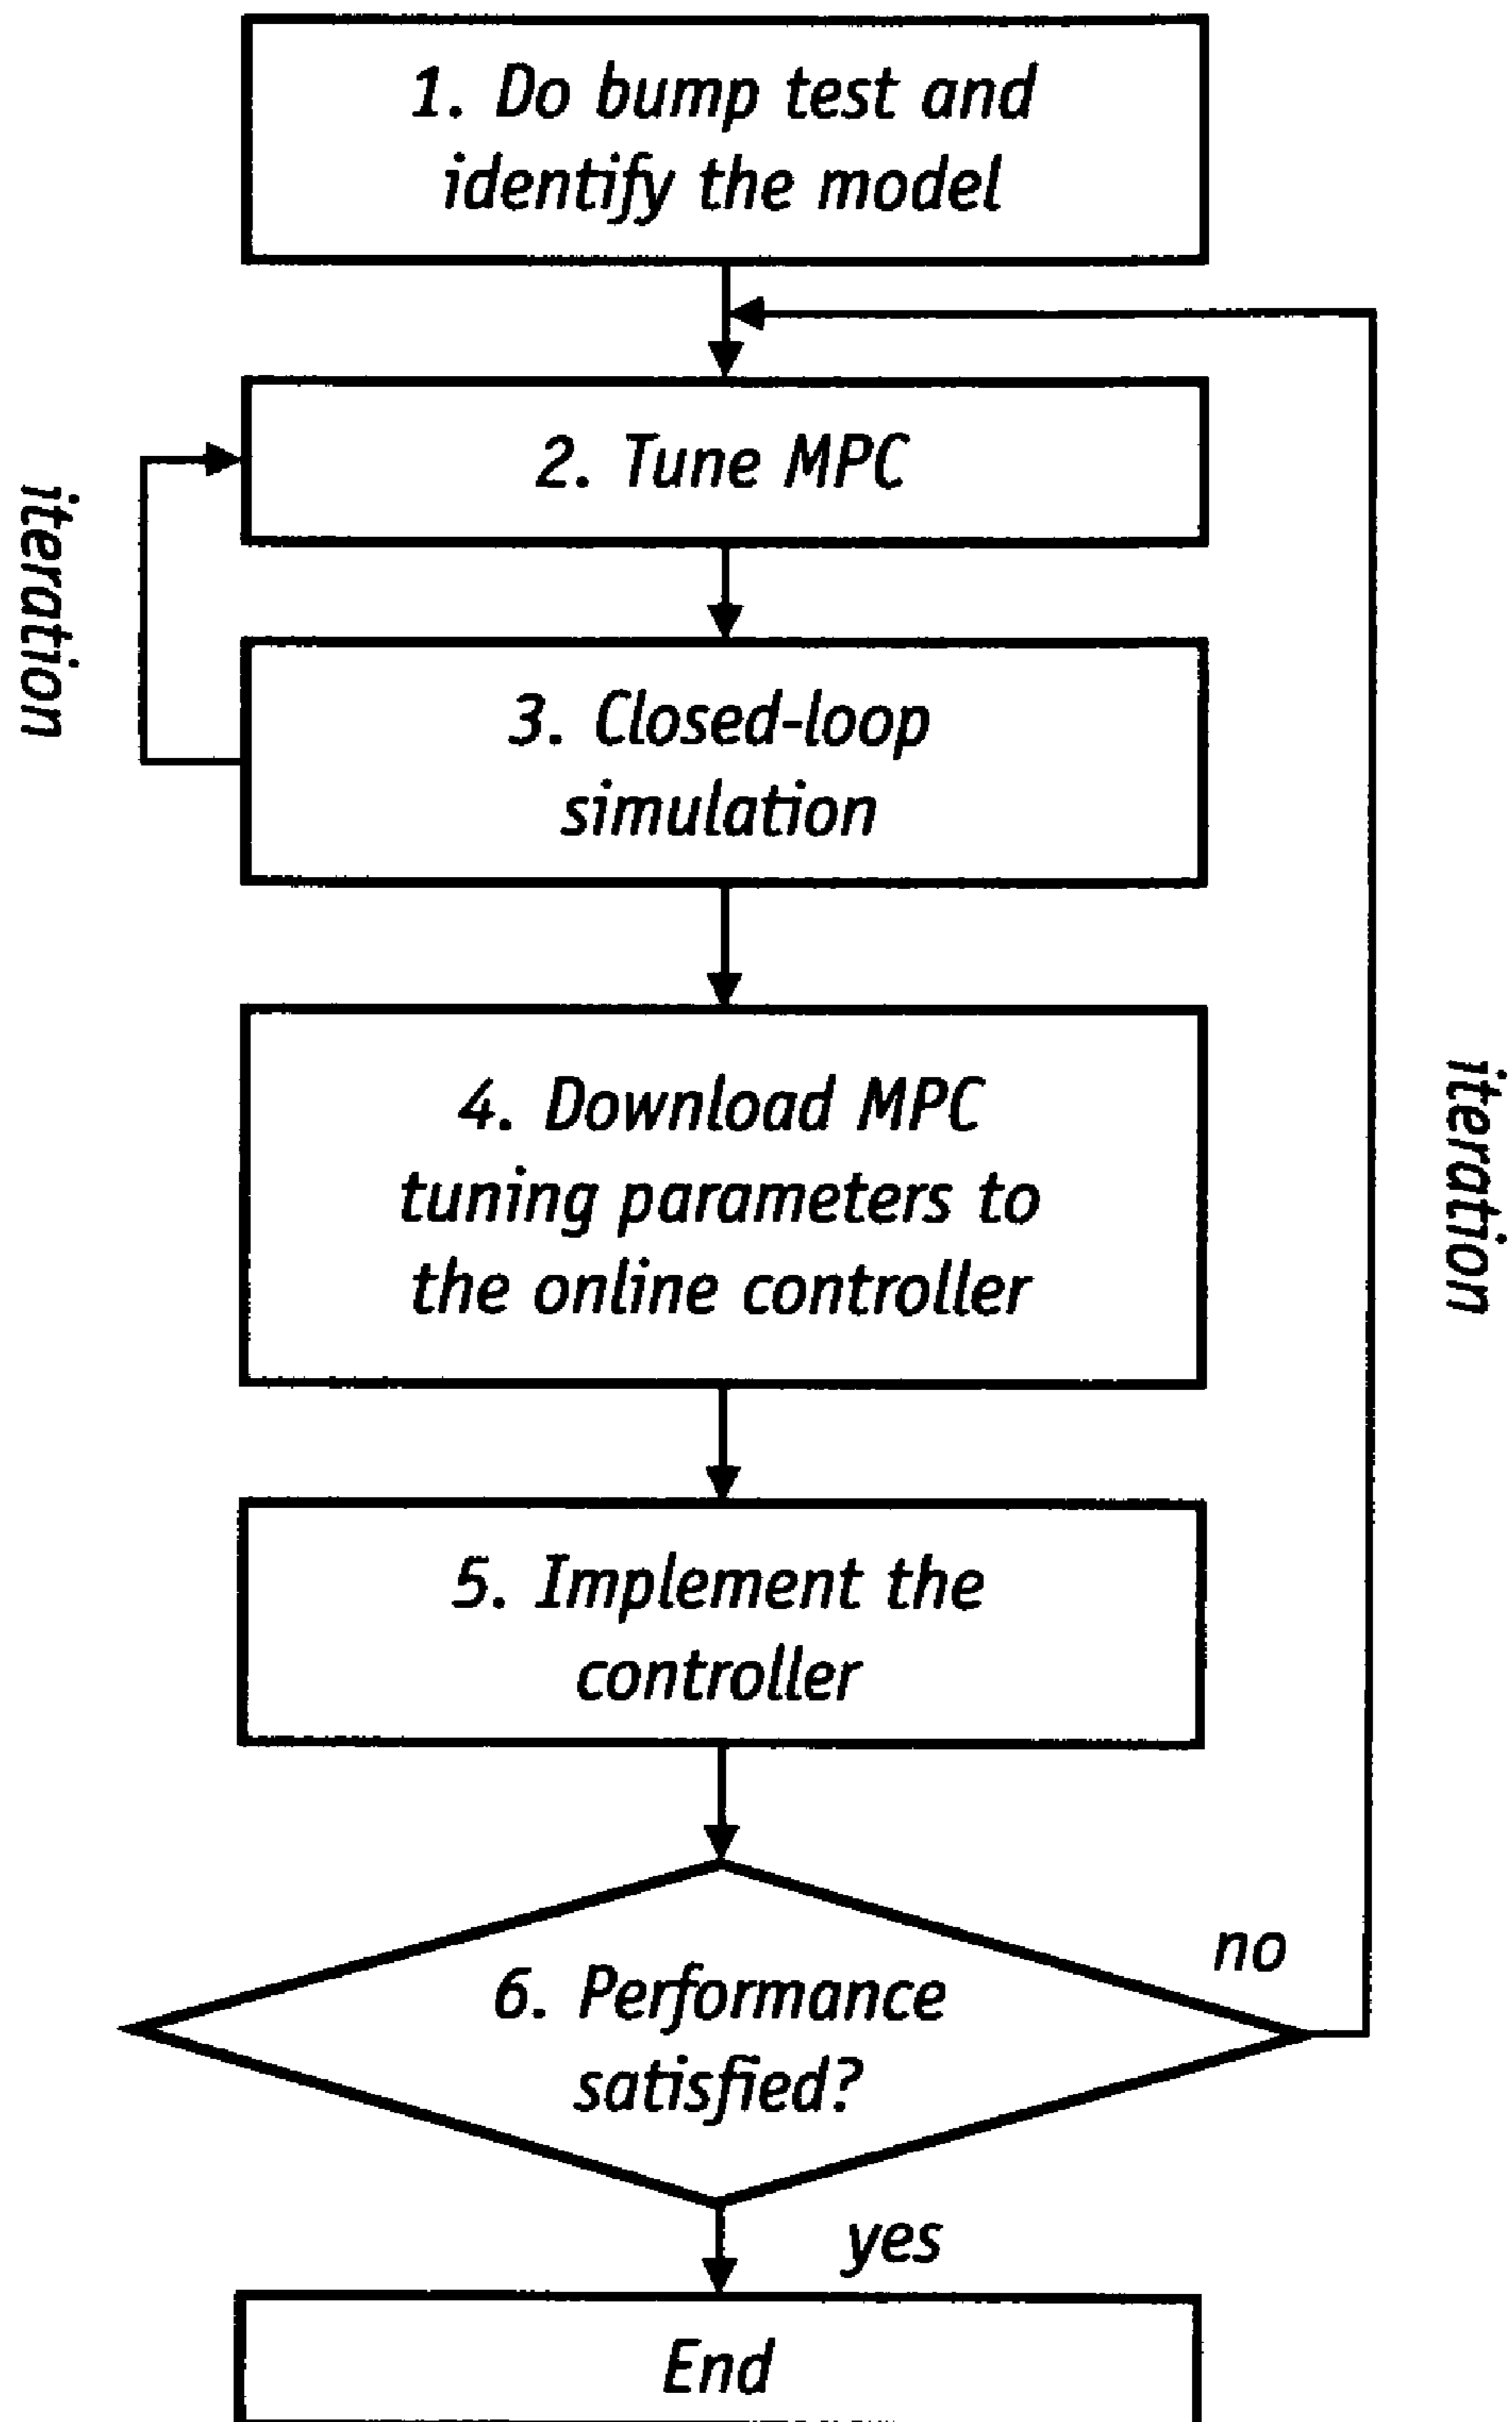 1. Do bump test and
identify the model
2. Tune MPC
iteration
3. Closed-loop
simulation
4. Download MPC
tuning parameters to
the online controller
iteration
5. Implement the
controller
6. Performance
satisfied?
no
yes
End